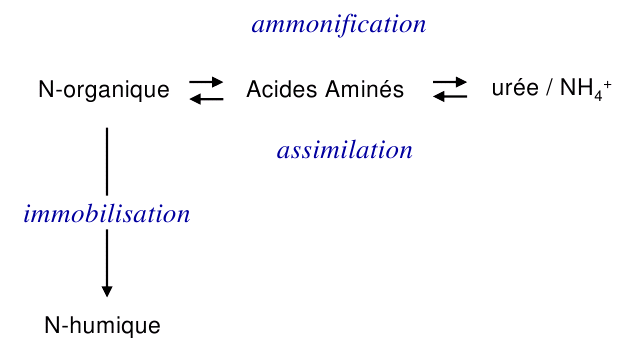 ammonification
N-organique Acides Aminés urée / NH₄⁺
assimilation
immobilisation
N-humique